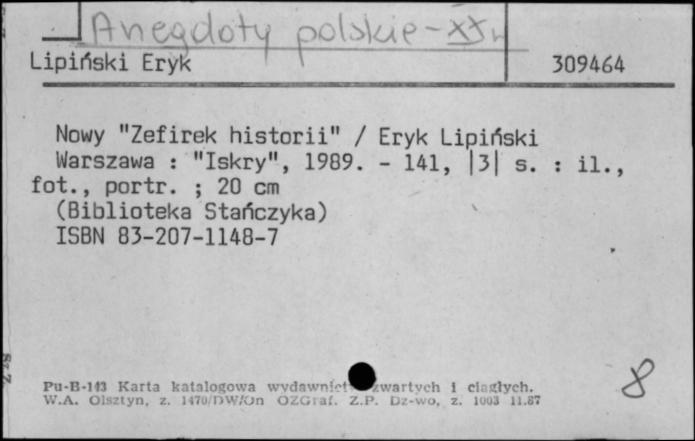 Anegdoty polskie - XX w
Lipiński Eryk 309464
Nowy "Zefirek historii" / Eryk Lipiński
Warszawa : "Iskry", 1989. - 141, |3| s. : il.,
fot., portr. ; 20 cm
(Biblioteka Stańczyka)
ISBN 83-207-1148-7
Pu-B-143 Karta katalogowa wydawnict zwartych i ciągłych.
W.A. Olsztyn, z. 1470/DW/On OZGraf. Z.P. Dz-wo, z. 1003 11.87
8